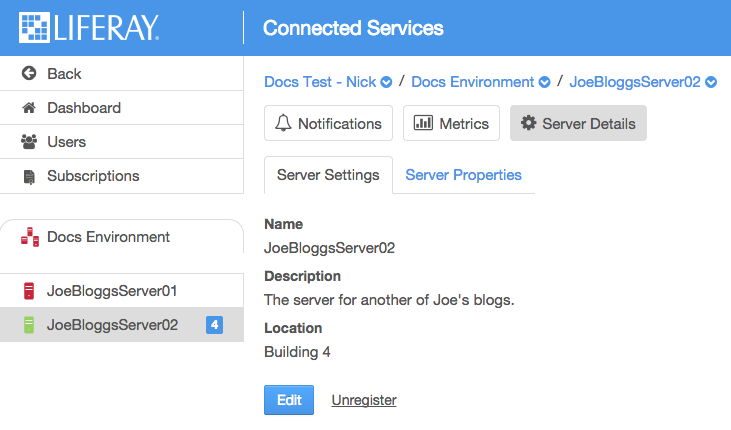 LIFERAY.
Connected Services
Back
Dashboard
Users
Subscriptions
Docs Environment
JoeBloggsServer01
JoeBloggsServer02 4
Docs Test - Nick / Docs Environment / JoeBloggsServer02
Notifications Metrics Server Details
Server Settings Server Properties
Name
JoeBloggsServer02
Description
The server for another of Joe's blogs.
Location
Building 4
Edit Unregister